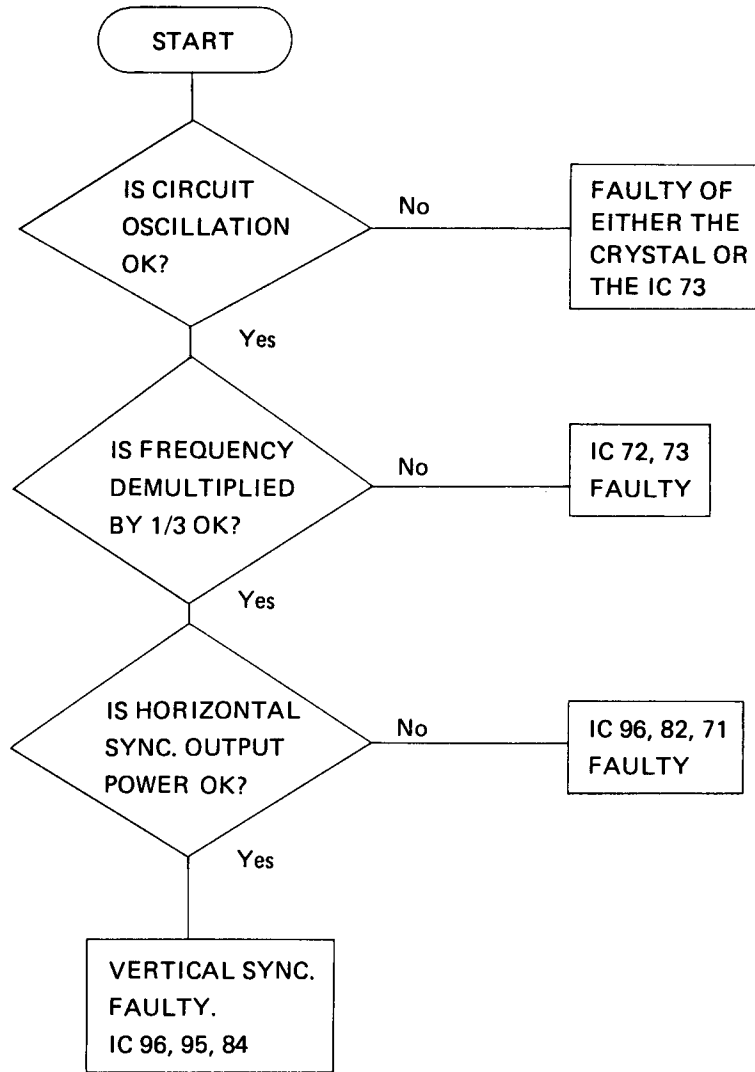 START
IS CIRCUIT
OSCILLATION
OK?
No
FAULTY OF
EITHER THE
CRYSTAL OR
THE IC 73
Yes
IS FREQUENCY
DEMULTIPLIED
BY 1/3 OK?
No
IC 72, 73
FAULTY
Yes
IS HORIZONTAL
SYNC. OUTPUT
POWER OK?
No
IC 96, 82, 71
FAULTY
Yes
VERTICAL SYNC.
FAULTY.
IC 96, 95, 84